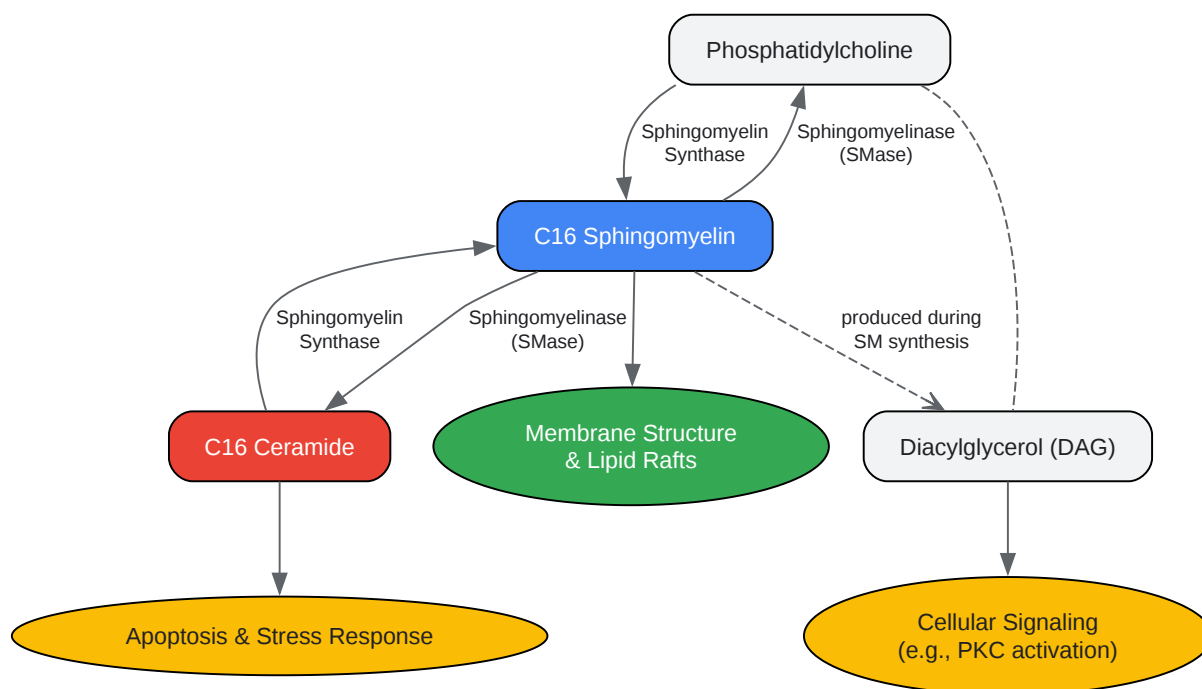 Phosphatidylcholine
Sphingomyelin
Synthase
Sphingomyelinase
(SMase)
C16 Sphingomyelin
Sphingomyelin
Synthase
Sphingomyelinase
(SMase)
produced during
SM synthesis
C16 Ceramide
Membrane Structure
& Lipid Rafts
Diacylglycerol (DAG)
Apoptosis & Stress Response
Cellular Signaling
(e.g., PKC activation)